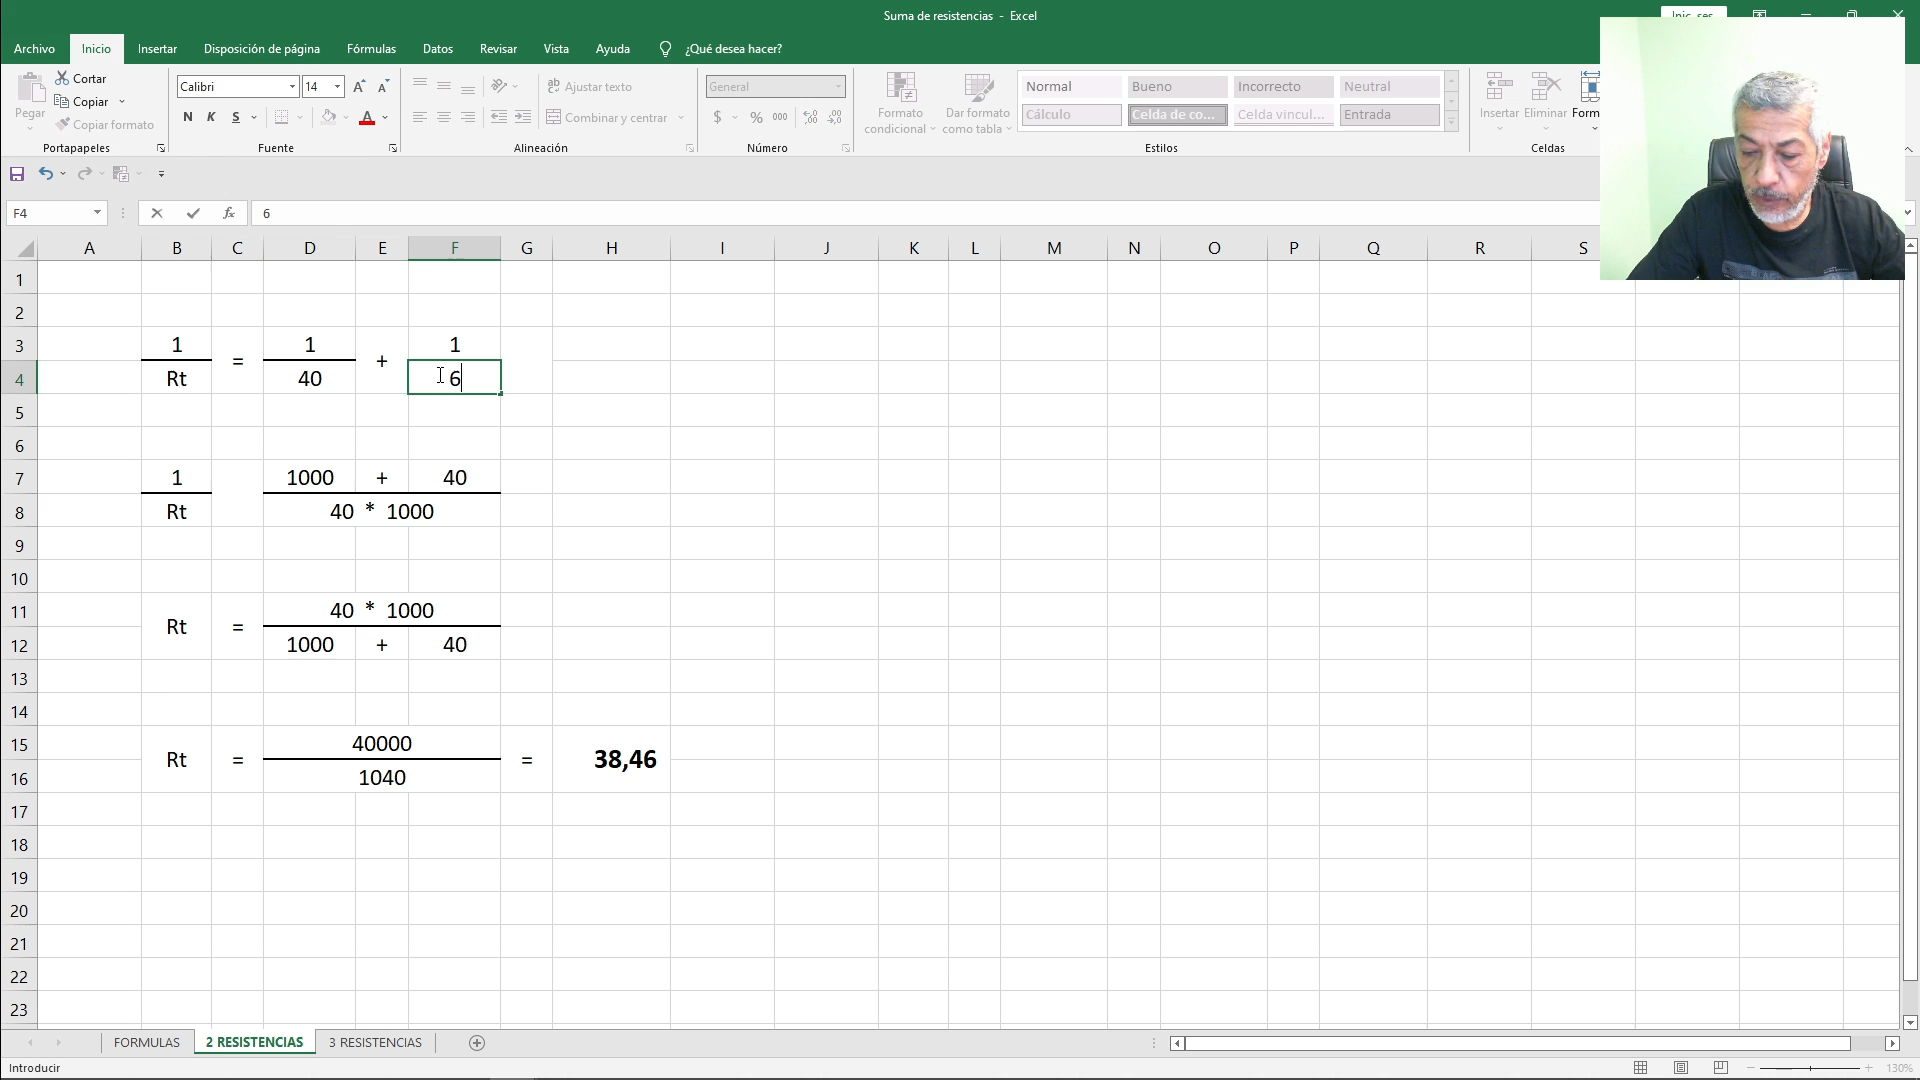 Suma de resistencias - Excel
Inic. ses.
Archivo Inicio Insertar Disposición de página Fórmulas Datos Revisar Vista Ayuda ¿Qué desea hacer?
Pegar
Cortar
Copiar
Copiar formato
Portapapeles
Calibri 14 A A
N K S A
Fuente
Ajustar texto
Combinar y centrar
Alineación
General
$ % 000
Número
Formato condicional
Dar formato como tabla
Normal Bueno Incorrecto Neutral
Cálculo Celda de co... Celda vincul... Entrada
Estilos
Insertar Eliminar Form
Celdas
F4 fx 6
A B C D E F G H I J K L M N O P Q R S
1
2
3 1 1 1
= +
4 Rt 40 6
5
6
7 1 1000 + 40
8 Rt 40 * 1000
9
10
11 40 * 1000
Rt =
12 1000 + 40
13
14
15 40000
Rt = = 38,46
16 1040
17
18
19
20
21
22
23
FORMULAS 2 RESISTENCIAS 3 RESISTENCIAS
Introducir 130%